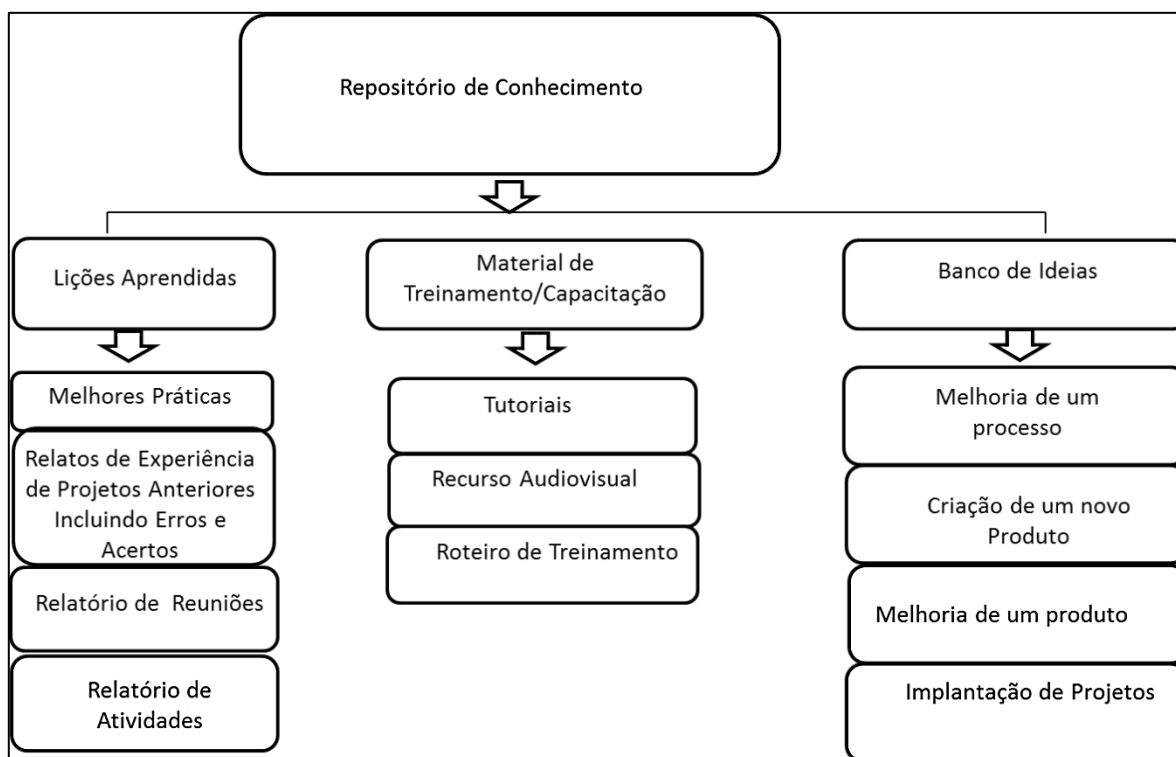 Repositório de Conhecimento
Lições Aprendidas
Melhores Práticas
Relatos de Experiência
de Projetos Anteriores
Incluindo Erros e
Acertos
Relatório de Reuniões
Relatório de
Atividades
Material de
Treinamento/Capacitação
Tutoriais
Recurso Audiovisual
Roteiro de Treinamento
Banco de Ideias
Melhoria de um
processo
Criação de um novo
Produto
Melhoria de um produto
Implantação de Projetos